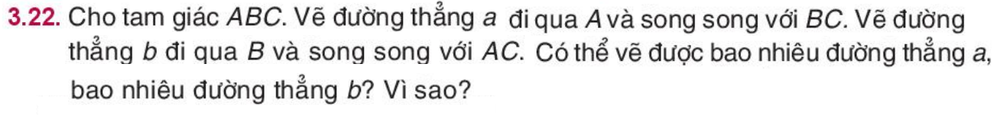 3.22. Cho tam giác ABC. Vẽ đường thẳng a đi qua A và song song với BC. Vẽ đường
thẳng b đi qua B và song song với AC. Có thể vẽ được bao nhiêu đường thẳng a,
bao nhiêu đường thẳng b? Vì sao?